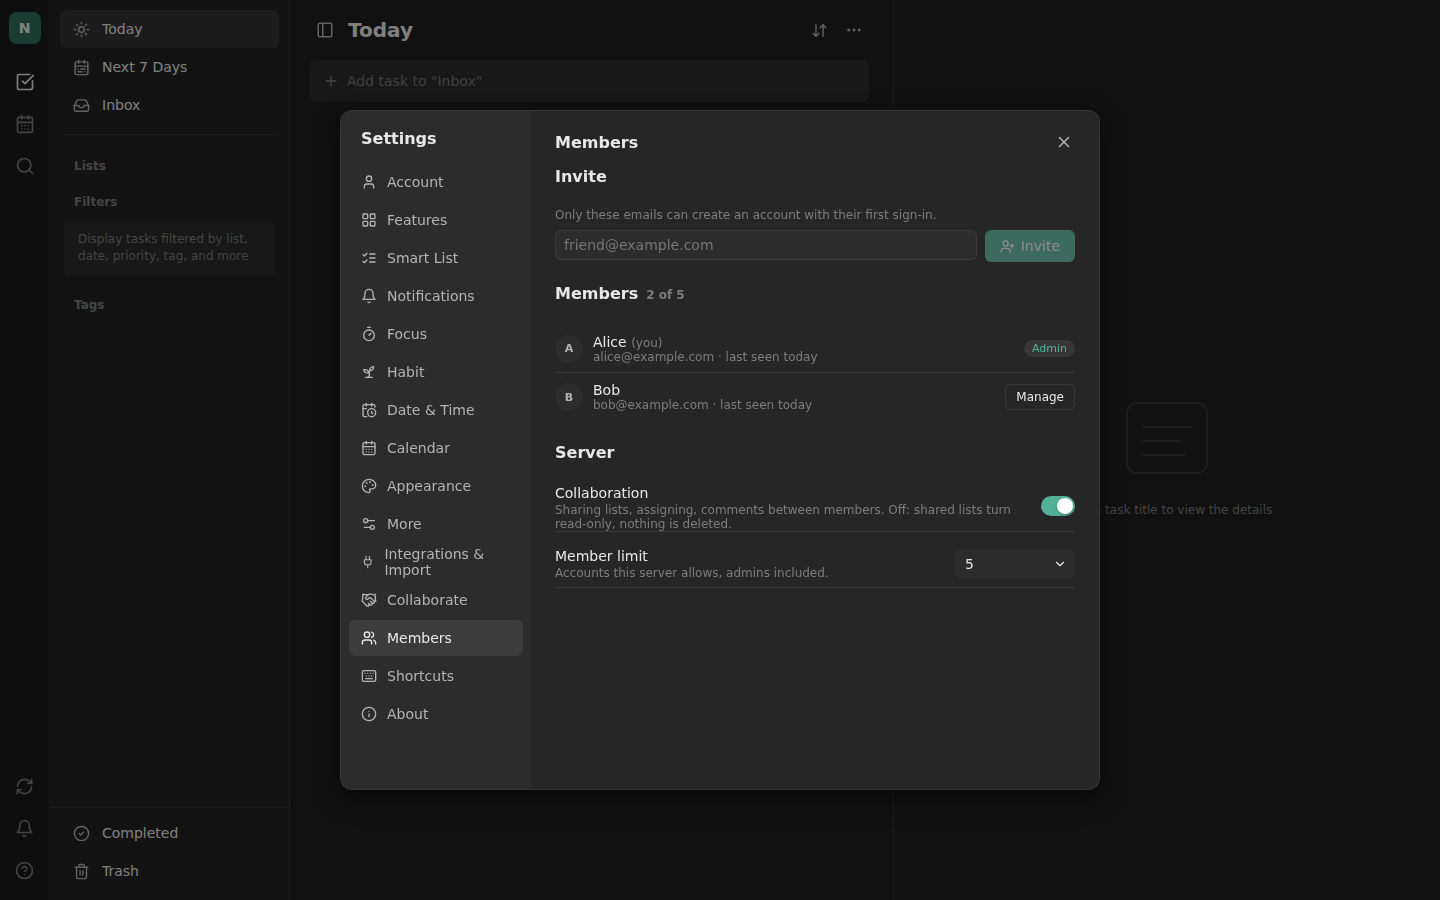 N
Today
Next 7 Days
Inbox
Lists
Filters
Display tasks filtered by list,
date, priority, tag, and more
Tags
Completed
Trash
Today
Add task to "Inbox"
Settings
Account
Features
Smart List
Notifications
Focus
Habit
Date & Time
Calendar
Appearance
More
Integrations &
Import
Collaborate
Members
Shortcuts
About
Members
Invite
Only these emails can create an account with their first sign-in.
friend@example.com
Invite
Members 2 of 5
A
Alice (you)
alice@example.com · last seen today
Admin
B
Bob
bob@example.com · last seen today
Manage
Server
Collaboration
Sharing lists, assigning, comments between members. Off: shared lists turn
read-only, nothing is deleted.
Member limit
Accounts this server allows, admins included.
5
task title to view the details